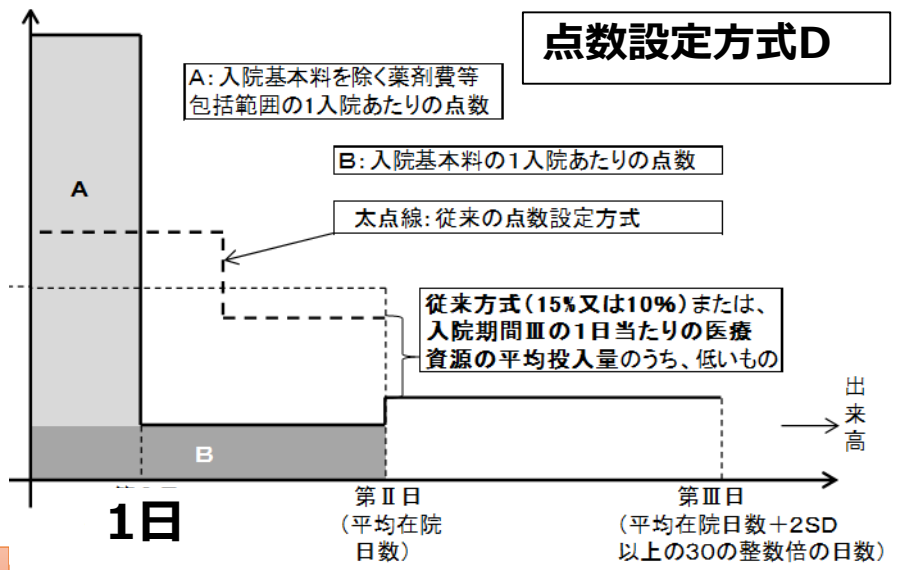 点数設定方式D
A:入院基本料を除く薬剤費等
包括範囲の1入院あたりの点数
B:入院基本料の1入院あたりの点数
A
太点線:従来の点数設定方式
従来方式(15%又は10%)または、
入院期間Ⅲの1日当たりの医療
資源の平均投入量のうち、低いもの
出来高
B
1日
第Ⅱ日
(平均在院
日数)
第Ⅲ日
(平均在院日数+2SD
以上の30の整数倍の日数)